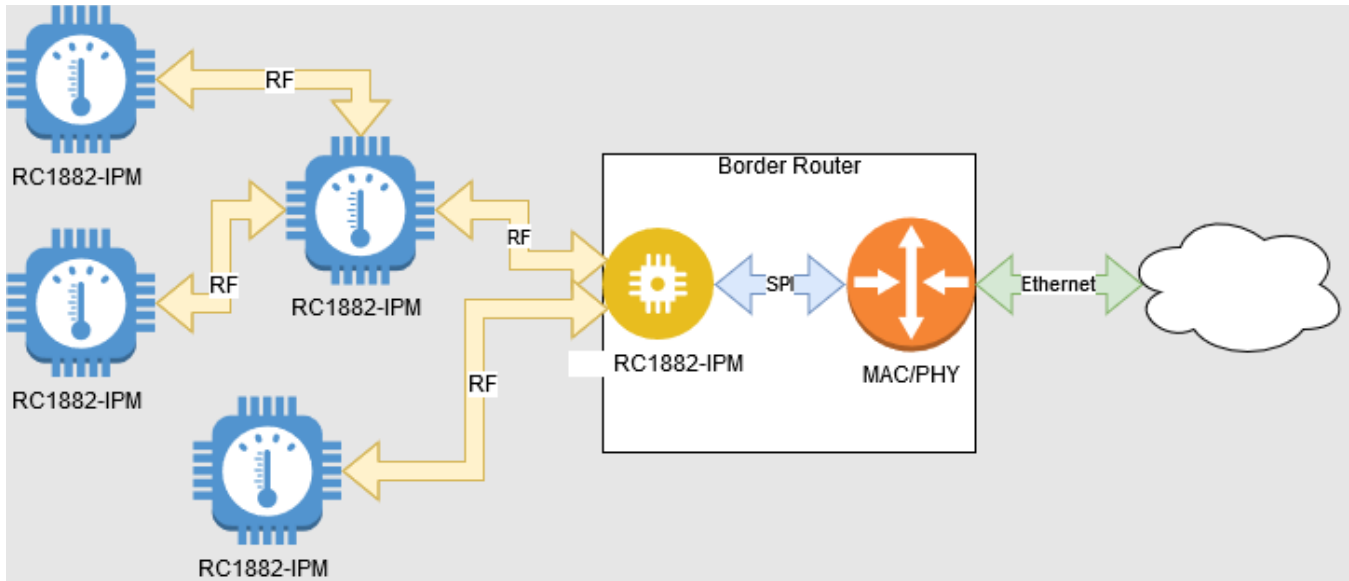 RF
RC1882-IPM
Border Router
RF
RC1882-IPM
RF
SPI
Ethernet
RC1882-IPM
MAC/PHY
RF
RC1882-IPM
RC1882-IPM